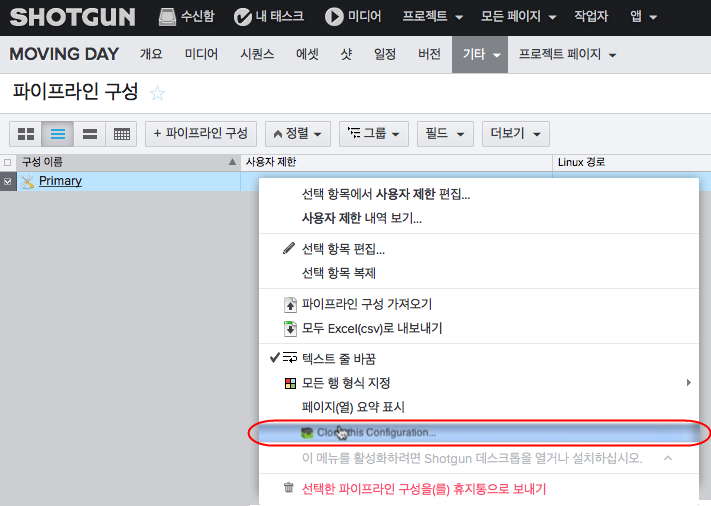 SHOTGUN 수신함 내 태스크 미디어 프로젝트 모든 페이지 작업자 앱
MOVING DAY 개요 미디어 시퀀스 에셋 샷 일정 버전 기타 프로젝트 페이지
파이프라인 구성
+ 파이프라인 구성 정렬 그룹 필드 더보기
구성 이름 사용자 제한 Linux 경로
Primary
선택 항목에서 사용자 제한 편집...
사용자 제한 내역 보기...
선택 항목 편집...
선택 항목 복제
파이프라인 구성 가져오기
모두 Excel(csv)로 내보내기
텍스트 줄 바꿈
모든 행 형식 지정
페이지(열) 요약 표시
Clone this Configuration...
이 메뉴를 활성화하려면 Shotgun 데스크톱을 열거나 설치하십시오.
선택한 파이프라인 구성을(를) 휴지통으로 보내기